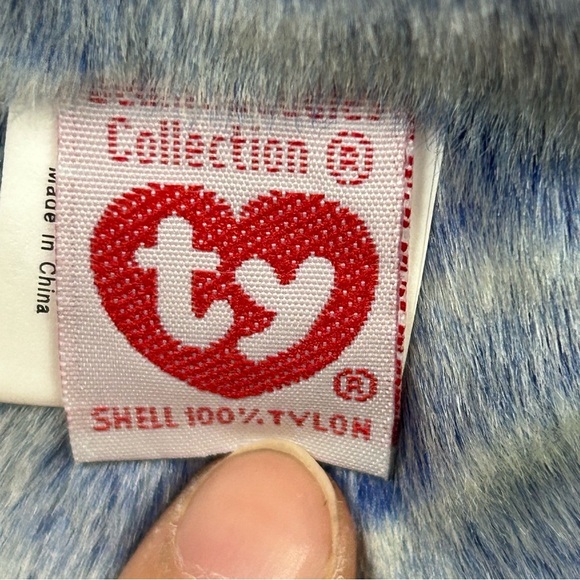 Collection ®
ty
®
SHELL 100% TYLON
Made in China